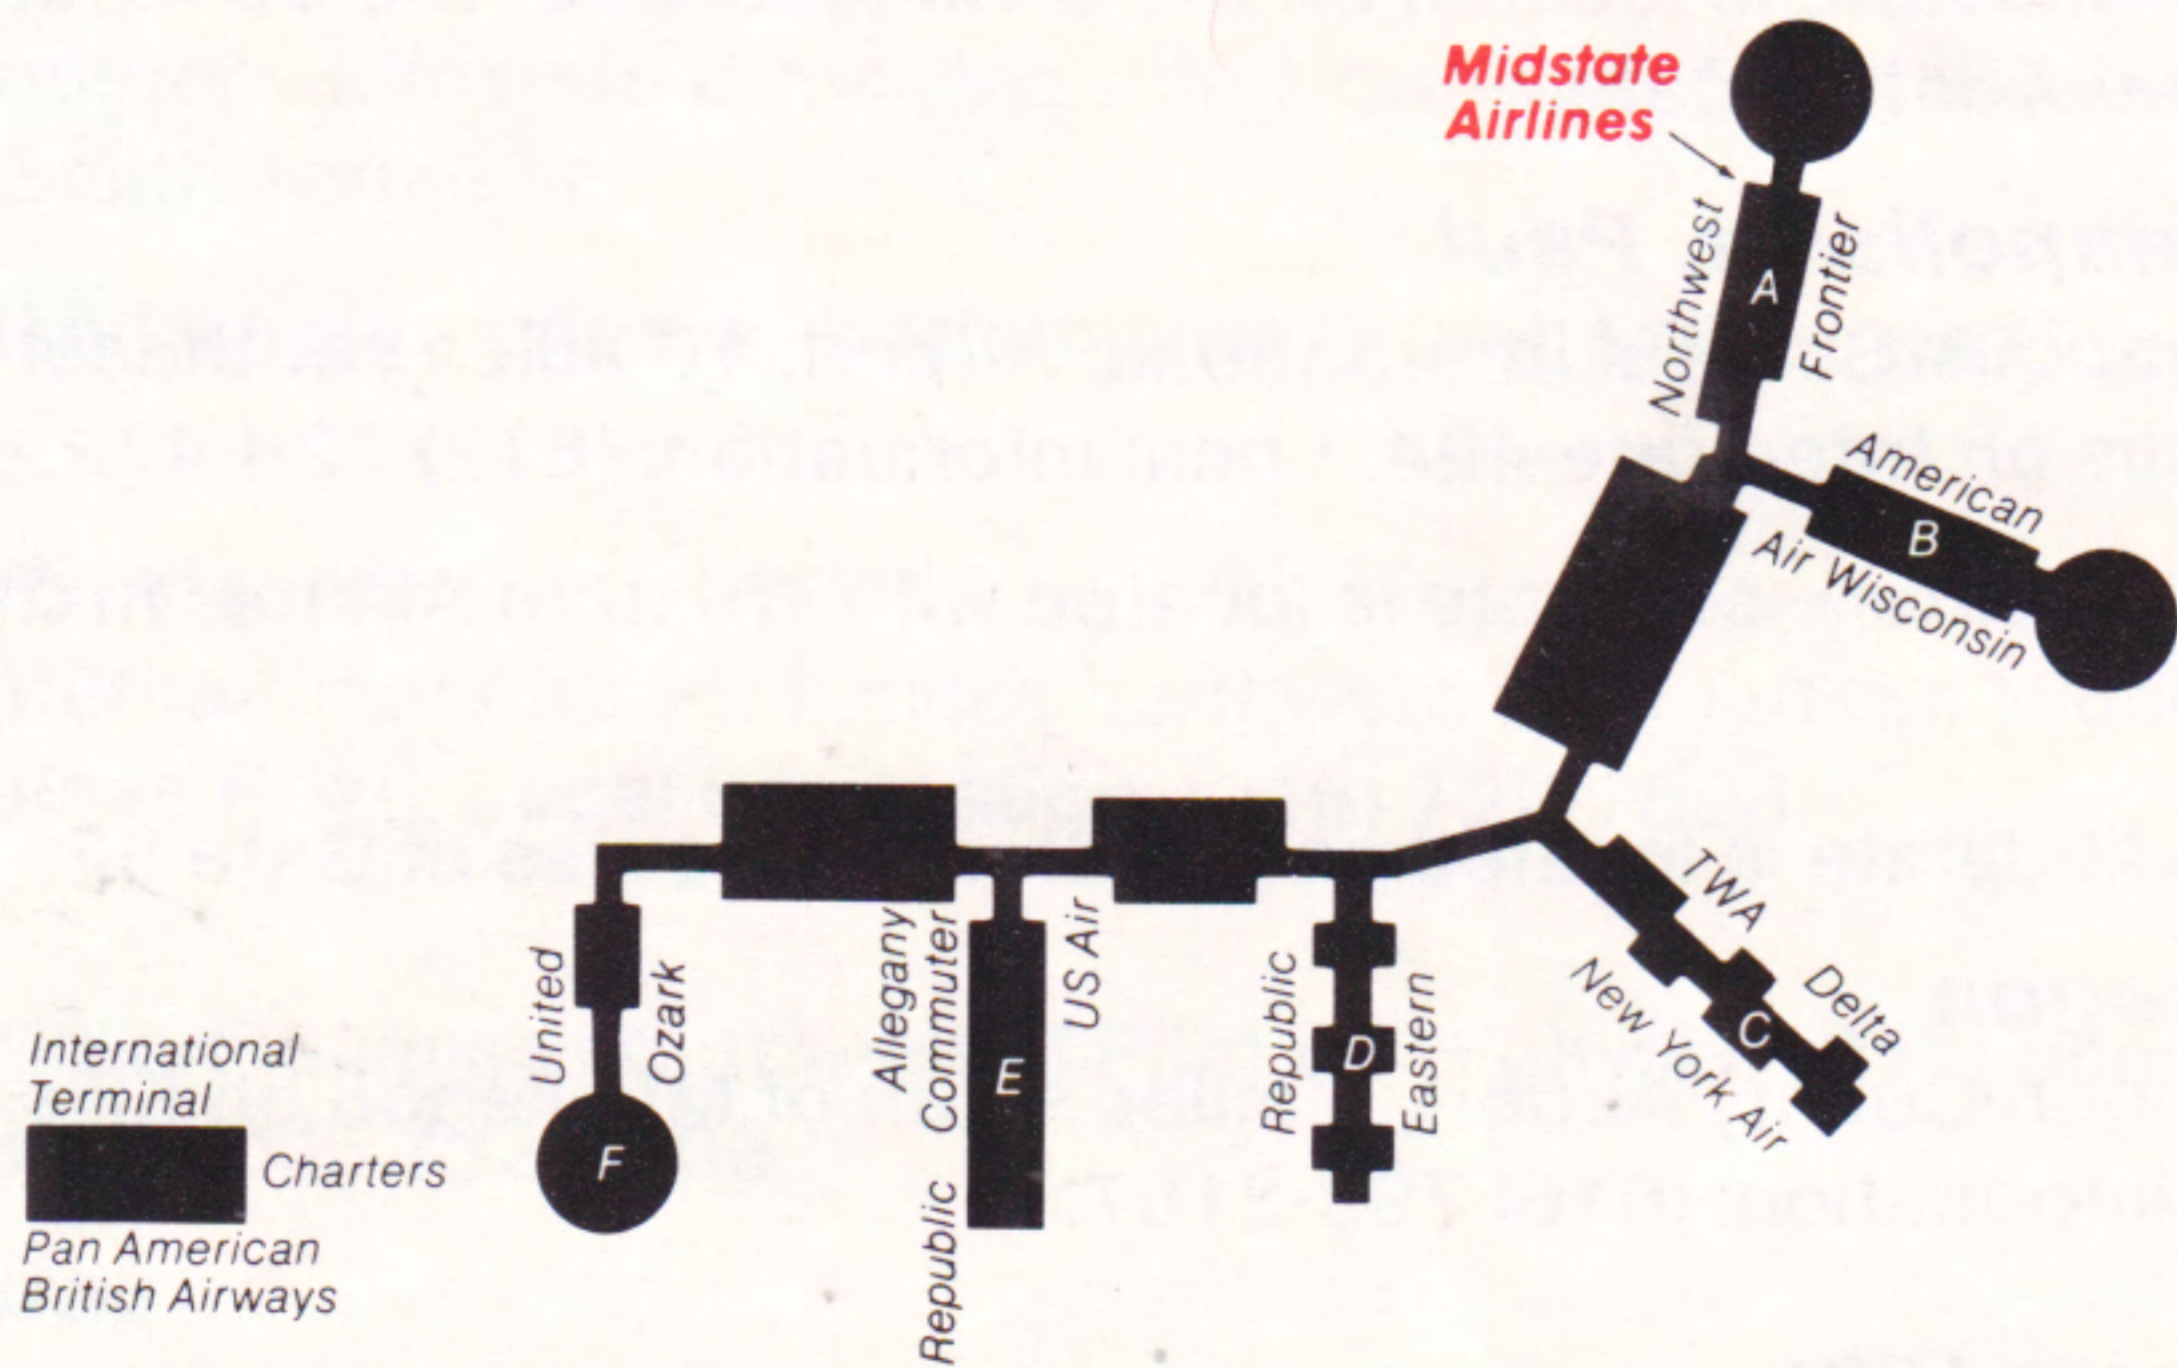 Midstate
Airlines
Northwest
A
Frontier
American
B
Air Wisconsin
TWA
Delta
C
New York Air
Republic
D
Eastern
Allegany
Republic Commuter
E
US Air
United
Ozark
F
International
Terminal
Charters
Pan American
British Airways